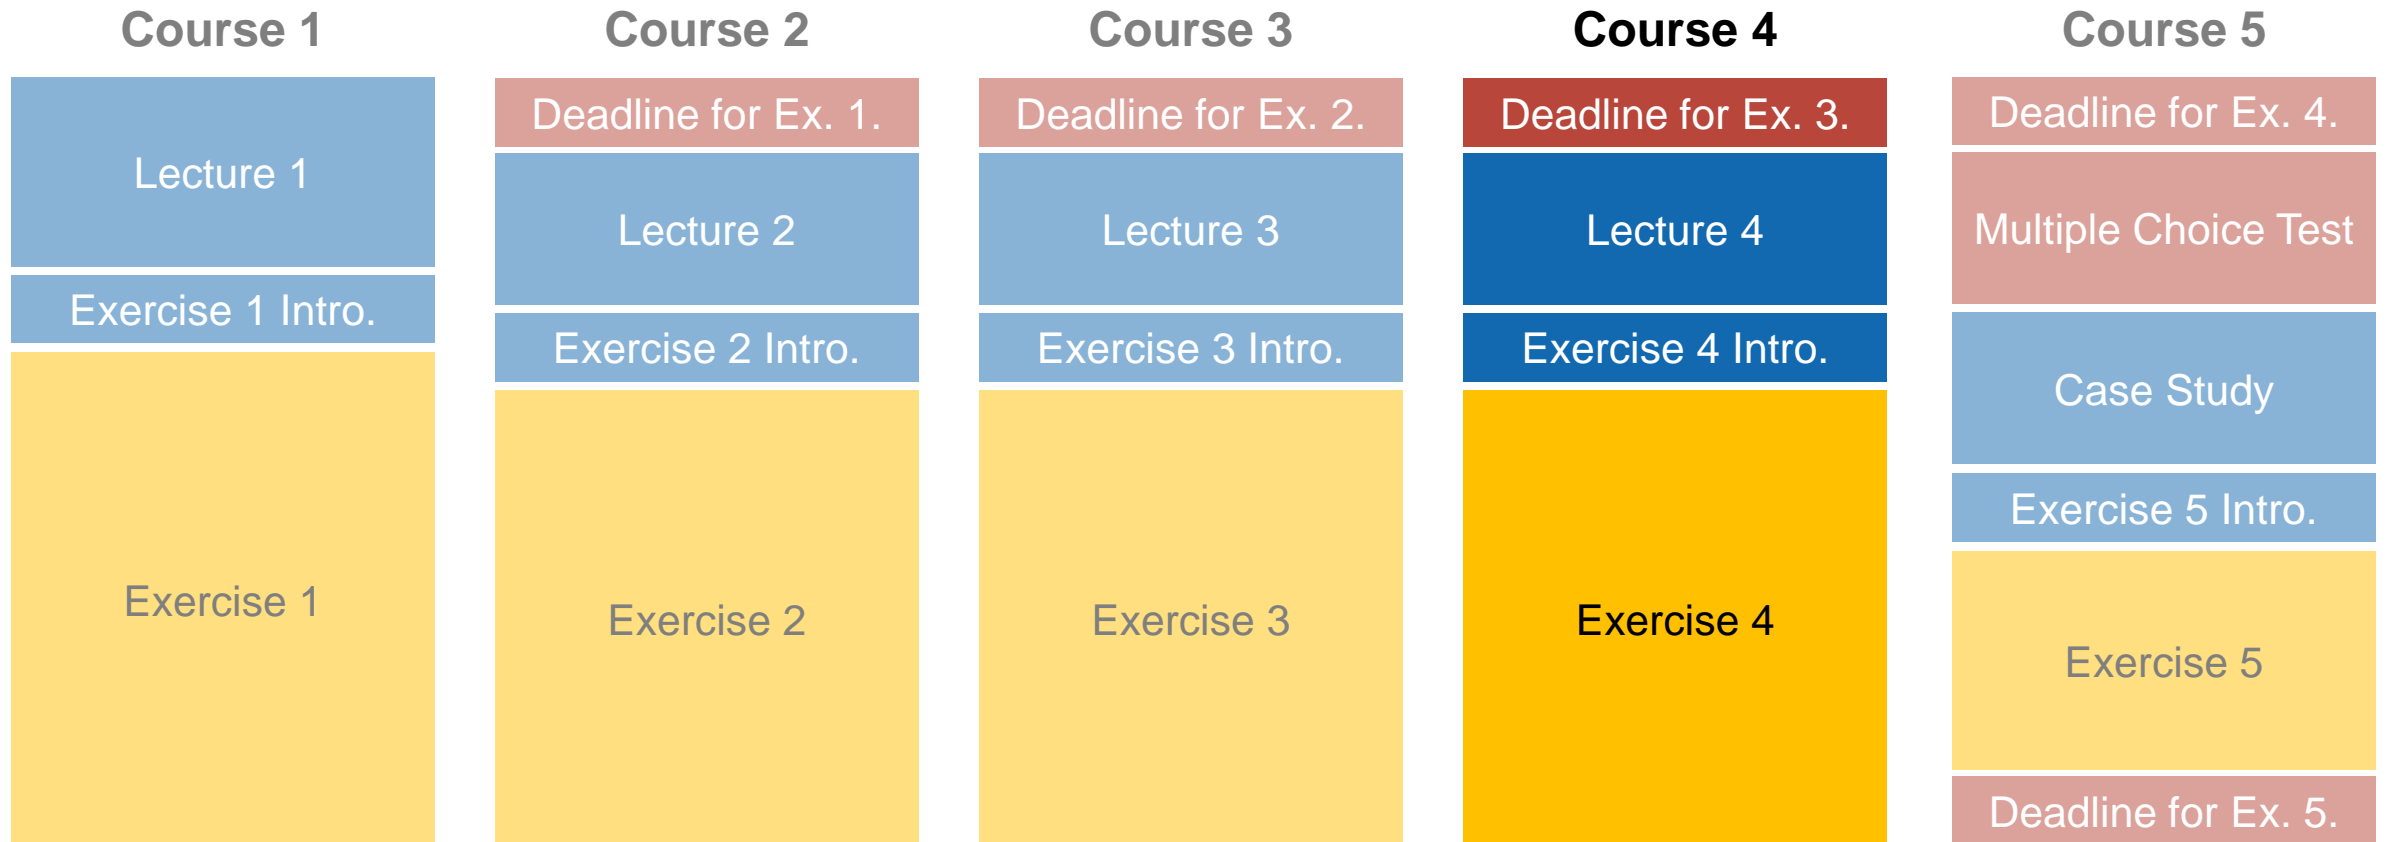 Course 1
Lecture 1
Exercise 1 Intro.
Exercise 1
Course 2
Deadline for Ex. 1.
Lecture 2
Exercise 2 Intro.
Exercise 2
Course 3
Deadline for Ex. 2.
Lecture 3
Exercise 3 Intro.
Exercise 3
Course 4
Deadline for Ex. 3.
Lecture 4
Exercise 4 Intro.
Exercise 4
Course 5
Deadline for Ex. 4.
Multiple Choice Test
Case Study
Exercise 5 Intro.
Exercise 5
Deadline for Ex. 5.